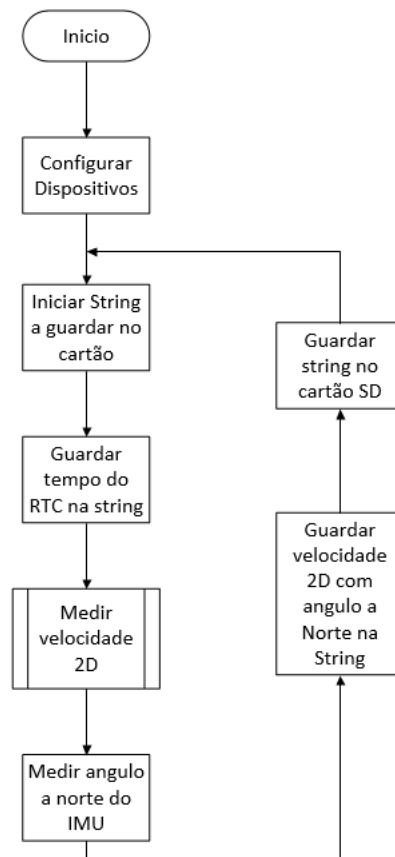 Inicio
Configurar
Dispositivos
Iniciar String
a guardar no
cartão
Guardar
tempo do
RTC na string
Medir
velocidade
2D
Medir angulo
a norte do
IMU
Guardar
velocidade
2D com
angulo a
Norte na
String
Guardar
string no
cartão SD